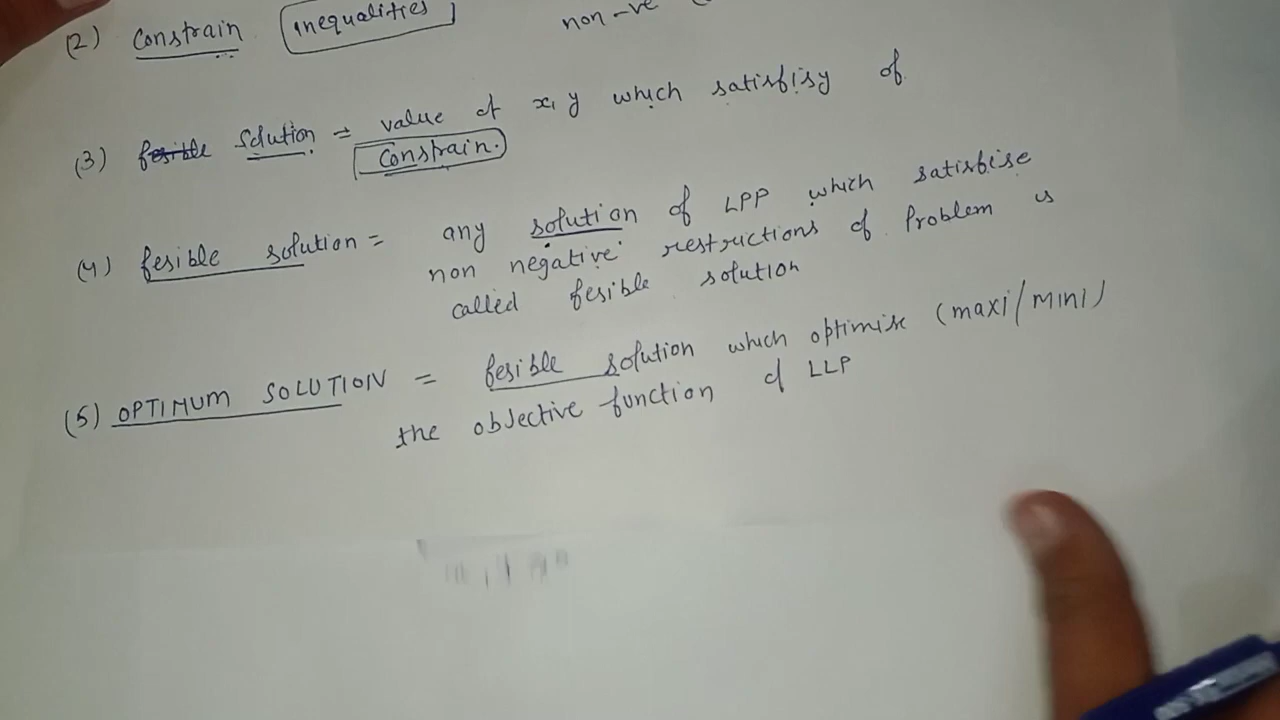 (2) Constrain inequalities non-ve
(3) fesible solution = value of x, y which satisfisy of
Constrain.
(4) fesible solution = any solution of LPP which satisfise
non negative restrictions of Problem is
called fesible solution
(5) OPTIMUM SOLUTION = fesible solution which optimise (maxi/mini)
the objective function of LLP